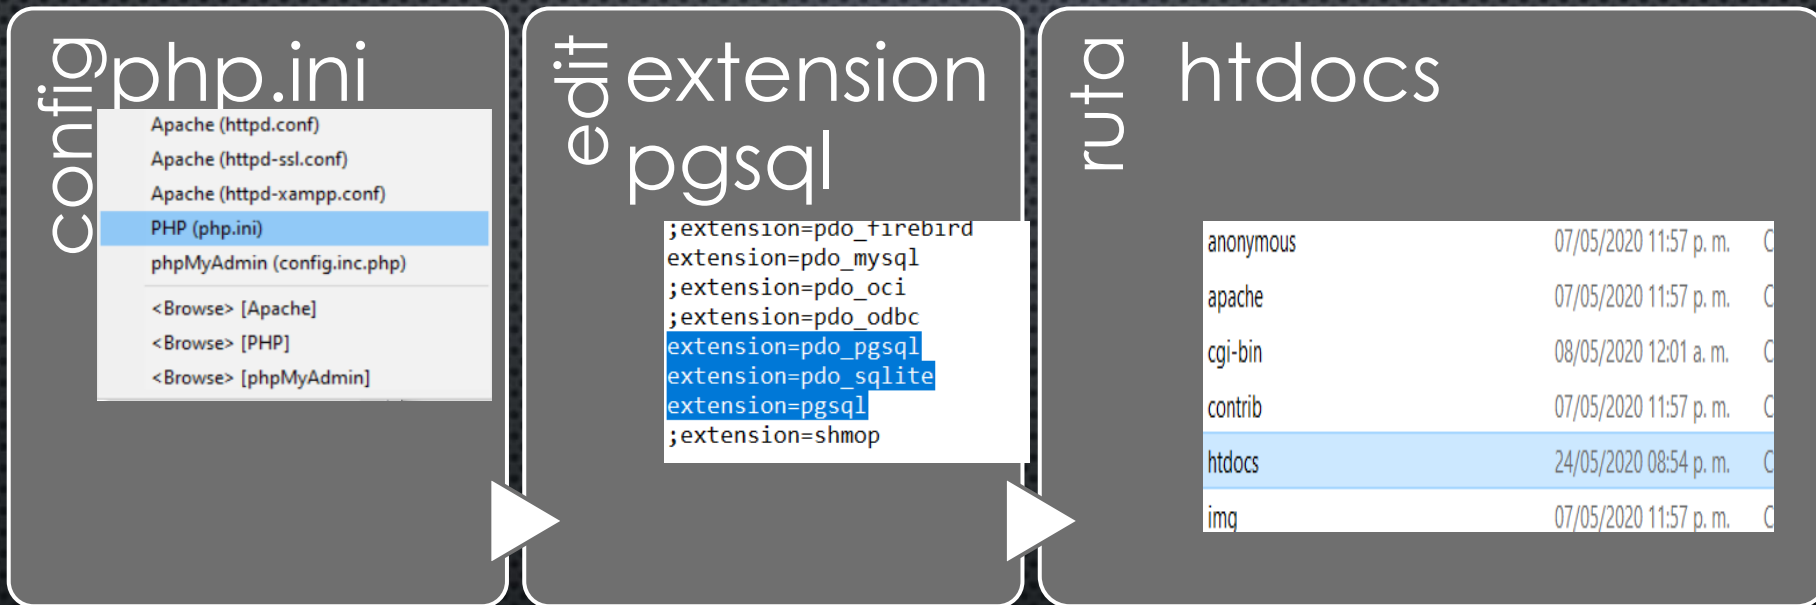 config
php.ini
Apache (httpd.conf)
Apache (httpd-ssl.conf)
Apache (httpd-xampp.conf)
PHP (php.ini)
phpMyAdmin (config.inc.php)
<Browse> [Apache]
<Browse> [PHP]
<Browse> [phpMyAdmin]
edit
extension
pgsql
;extension=pdo_firebird
extension=pdo_mysql
;extension=pdo_oci
;extension=pdo_odbc
extension=pdo_pgsql
extension=pdo_sqlite
extension=pgsql
;extension=shmop
ruta
htdocs
anonymous 07/05/2020 11:57 p. m. C
apache 07/05/2020 11:57 p. m. C
cgi-bin 08/05/2020 12:01 a. m. C
contrib 07/05/2020 11:57 p. m. C
htdocs 24/05/2020 08:54 p. m. C
img 07/05/2020 11:57 p. m. C